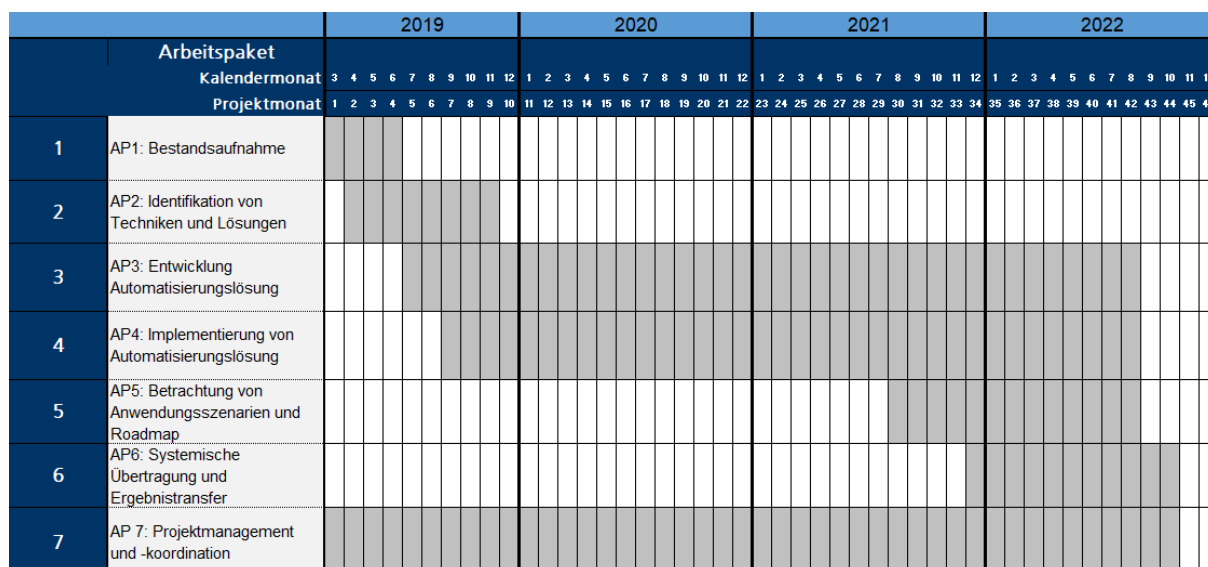 2019 2020 2021 2022
Arbeitspaket
Kalendermonat 3 4 5 6 7 8 9 10 11 12 1 2 3 4 5 6 7 8 9 10 11 12 1 2 3 4 5 6 7 8 9 10 11 12 1 2 3 4 5 6 7 8 9 10 11
Projektmonat 1 2 3 4 5 6 7 8 9 10 11 12 13 14 15 16 17 18 19 20 21 22 23 24 25 26 27 28 29 30 31 32 33 34 35 36 37 38 39 40 41 42 43 44 45
1 AP1: Bestandsaufnahme
2 AP2: Identifikation von
Techniken und Lösungen
3 AP3: Entwicklung
Automatisierungslösung
4 AP4: Implementierung von
Automatisierungslösung
5 AP5: Betrachtung von
Anwendungsszenarien und
Roadmap
6 AP6: Systemische
Übertragung und
Ergebnistransfer
7 AP 7: Projektmanagement
und -koordination